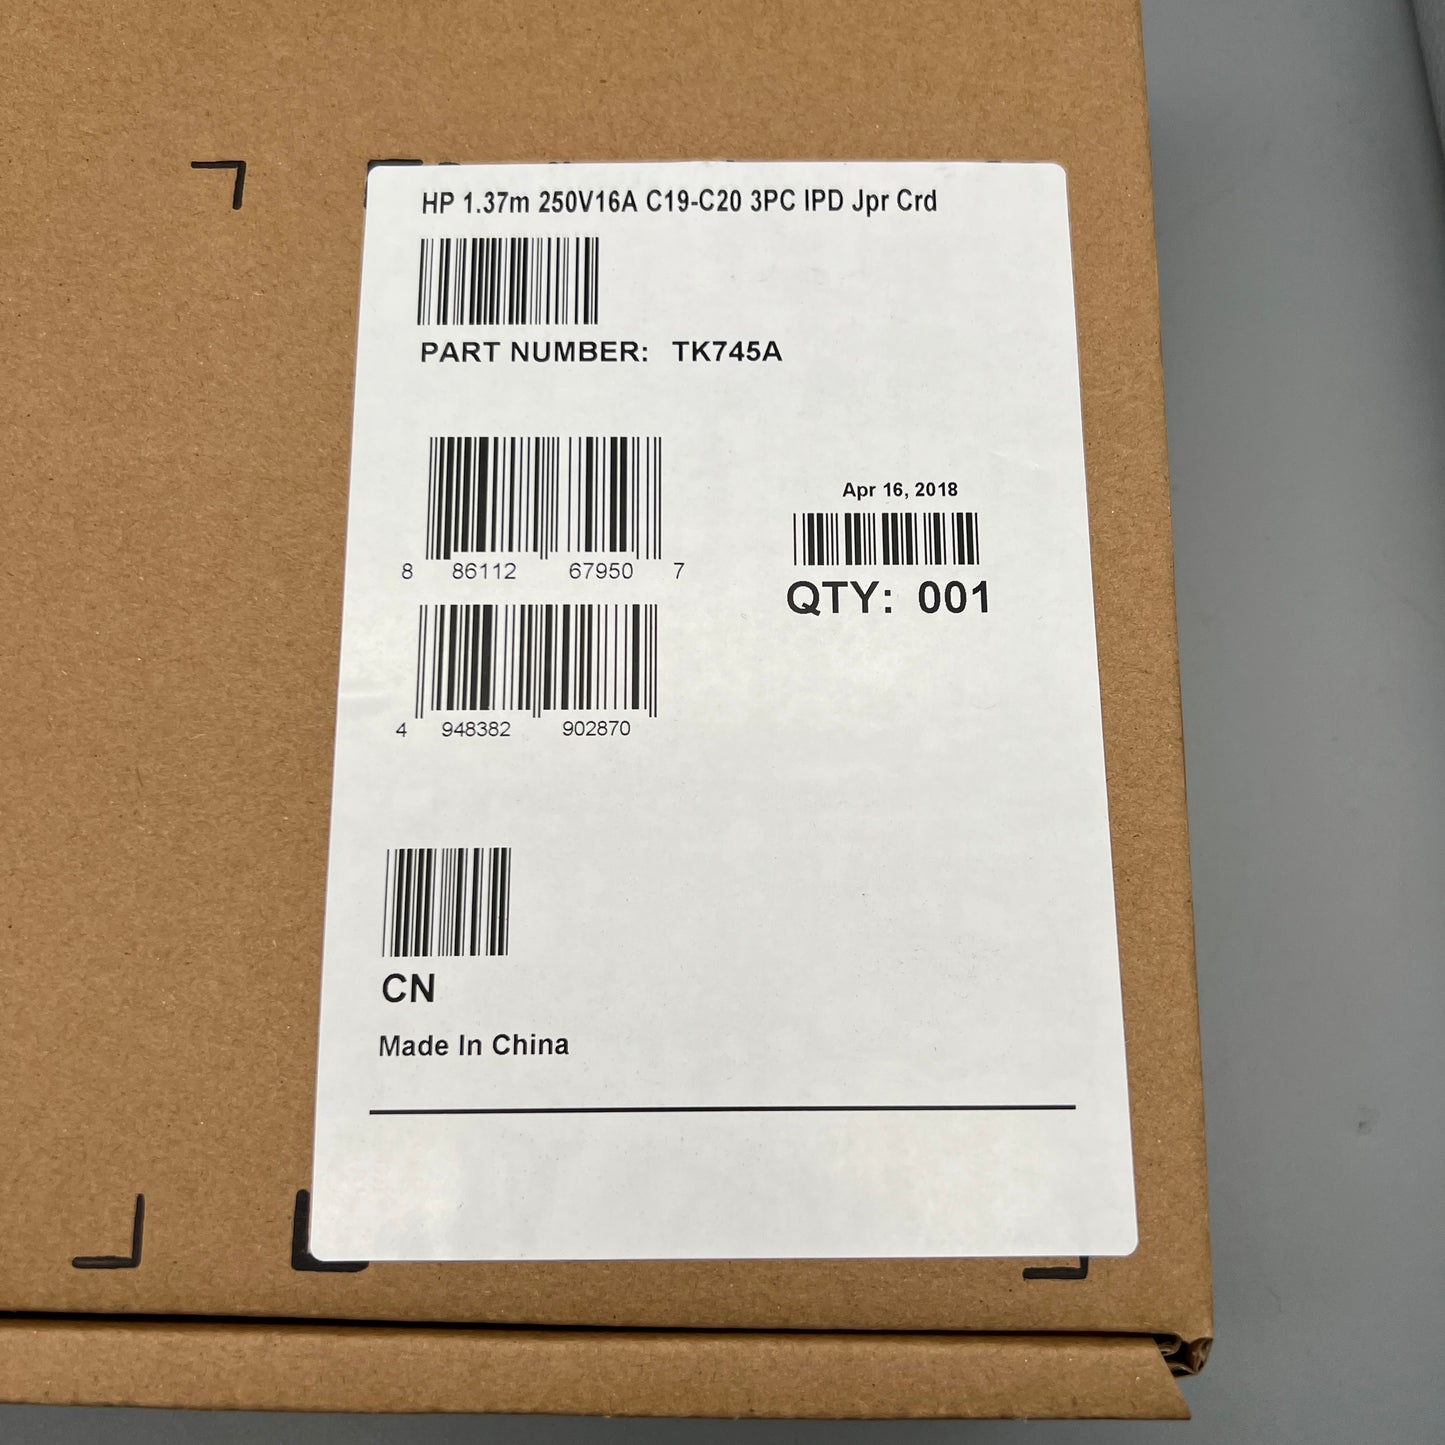 HP 1.37m 250V16A C19-C20 3PC IPD Jpr Crd
PART NUMBER: TK745A
8 86112 67950 7
Apr 16, 2018
QTY: 001
4 948382 902870
CN
Made In China